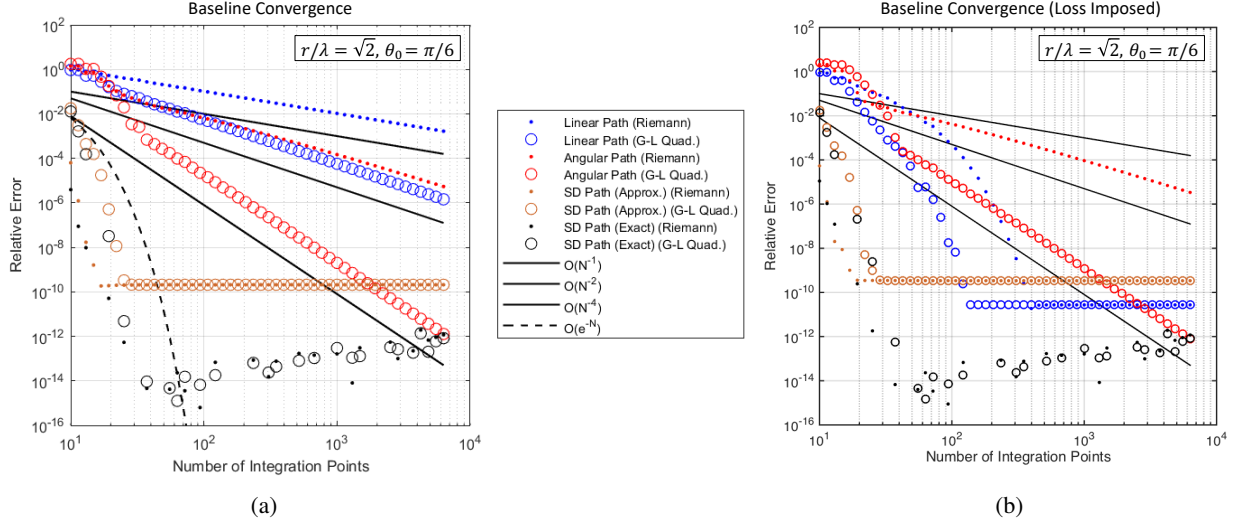 Baseline Convergence
r/λ = √2, θ₀ = π/6
10²
10⁰
10⁻²
10⁻⁴
10⁻⁶
10⁻⁸
10⁻¹⁰
10⁻¹²
10⁻¹⁴
10⁻¹⁶
Relative Error
10¹
10²
10³
10⁴
Number of Integration Points
(a)
Linear Path (Riemann)
Linear Path (G-L Quad.)
Angular Path (Riemann)
Angular Path (G-L Quad.)
SD Path (Approx.) (Riemann)
SD Path (Approx.) (G-L Quad.)
SD Path (Exact) (Riemann)
SD Path (Exact) (G-L Quad.)
O(N⁻¹)
O(N⁻²)
O(N⁻⁴)
O(e⁻ᴺ)
Baseline Convergence (Loss Imposed)
r/λ = √2, θ₀ = π/6
10²
10⁰
10⁻²
10⁻⁴
10⁻⁶
10⁻⁸
10⁻¹⁰
10⁻¹²
10⁻¹⁴
10⁻¹⁶
Relative Error
10¹
10²
10³
10⁴
Number of Integration Points
(b)